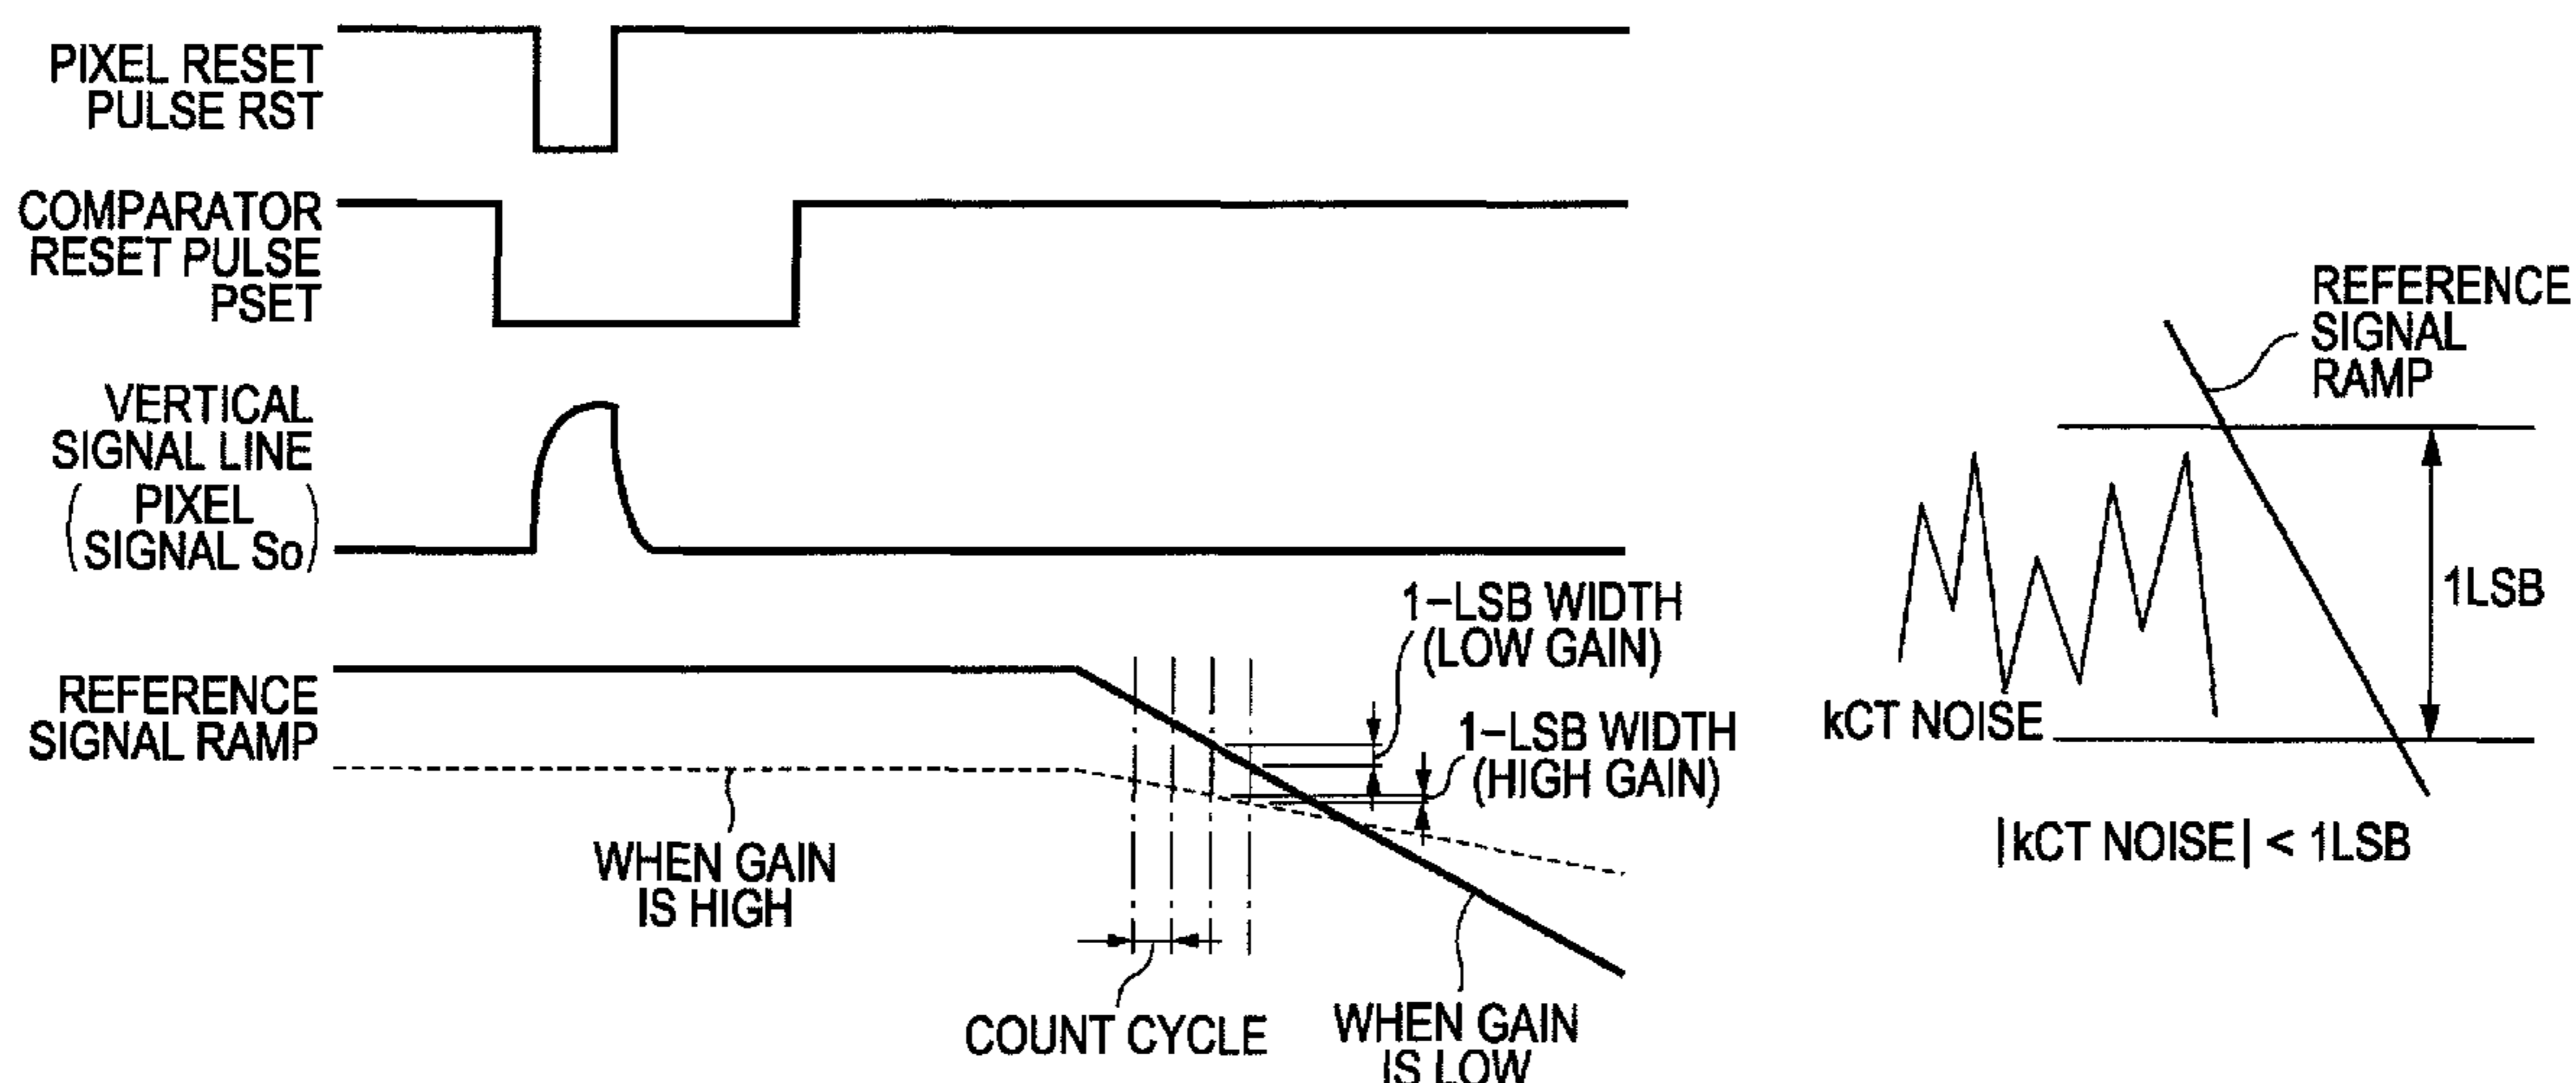 PIXEL RESET
PULSE RST
COMPARATOR
RESET PULSE
PSET
VERTICAL
SIGNAL LINE
(PIXEL
SIGNAL So)
REFERENCE
SIGNAL RAMP
WHEN GAIN
IS HIGH
COUNT CYCLE
WHEN GAIN
IS LOW
1-LSB WIDTH
(LOW GAIN)
1-LSB WIDTH
(HIGH GAIN)
REFERENCE
SIGNAL
RAMP
1LSB
kCT NOISE
|kCT NOISE| < 1LSB